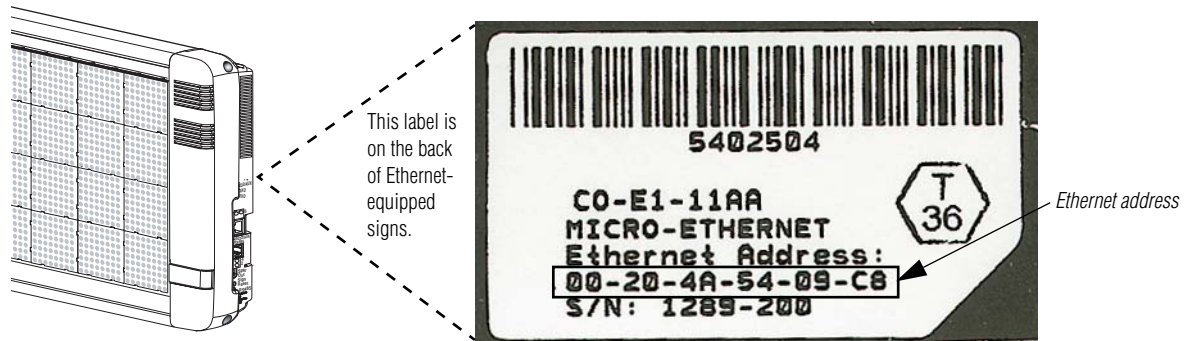 This label is
on the back
of Ethernet-
equipped
signs.
5402504
T
36
CO-E1-11AA
MICRO-ETHERNET
Ethernet Address:
00-20-4A-54-09-C8
S/N: 1289-200
Ethernet address